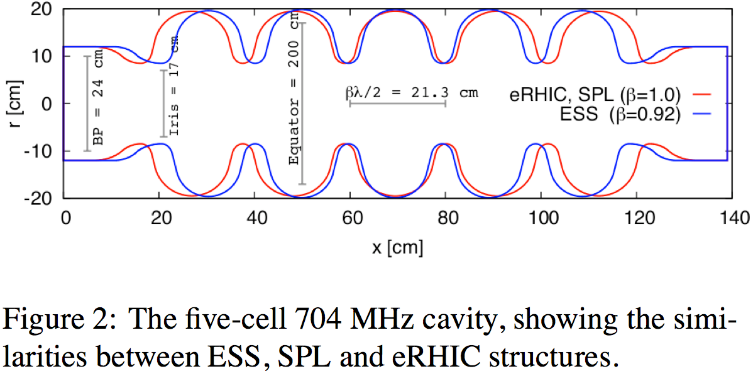 20
10
0
-10
-20
r [cm]
BP = 24 cm
Iris = 17 cm
Equator = 200 cm
βλ/2 = 21.3 cm
eRHIC, SPL (β=1.0)
ESS (β=0.92)
0
20
40
60
80
100
120
140
x [cm]
Figure 2: The five-cell 704 MHz cavity, showing the simi-
larities between ESS, SPL and eRHIC structures.